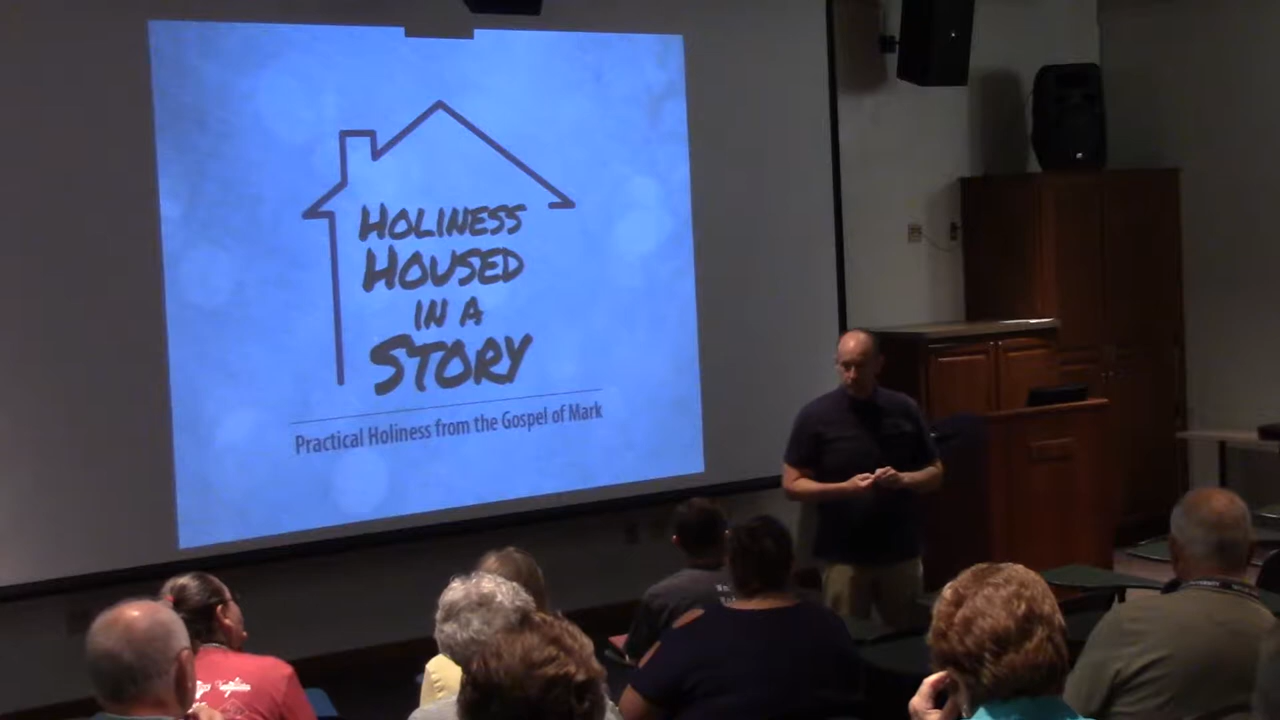 HOLINESS
HOUSED
IN A
STORY
Practical Holiness from the Gospel of Mark